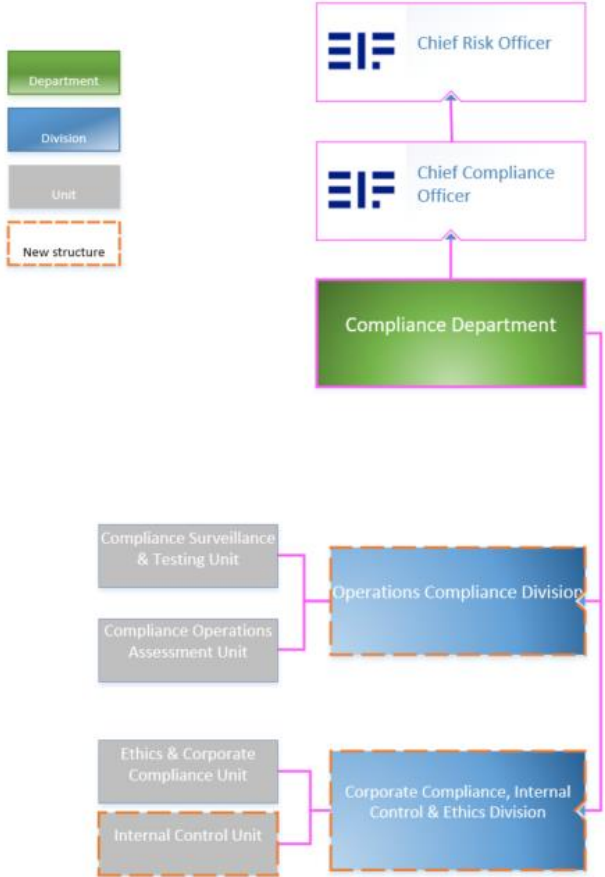 Department
Division
Unit
New structure
EIF
Chief Risk Officer
EIF
Chief Compliance
Officer
Compliance Department
Compliance Surveillance
& Testing Unit
Operations Compliance Division
Compliance Operations
Assessment Unit
Ethics & Corporate
Compliance Unit
Corporate Compliance, Internal
Control & Ethics Division
Internal Control Unit